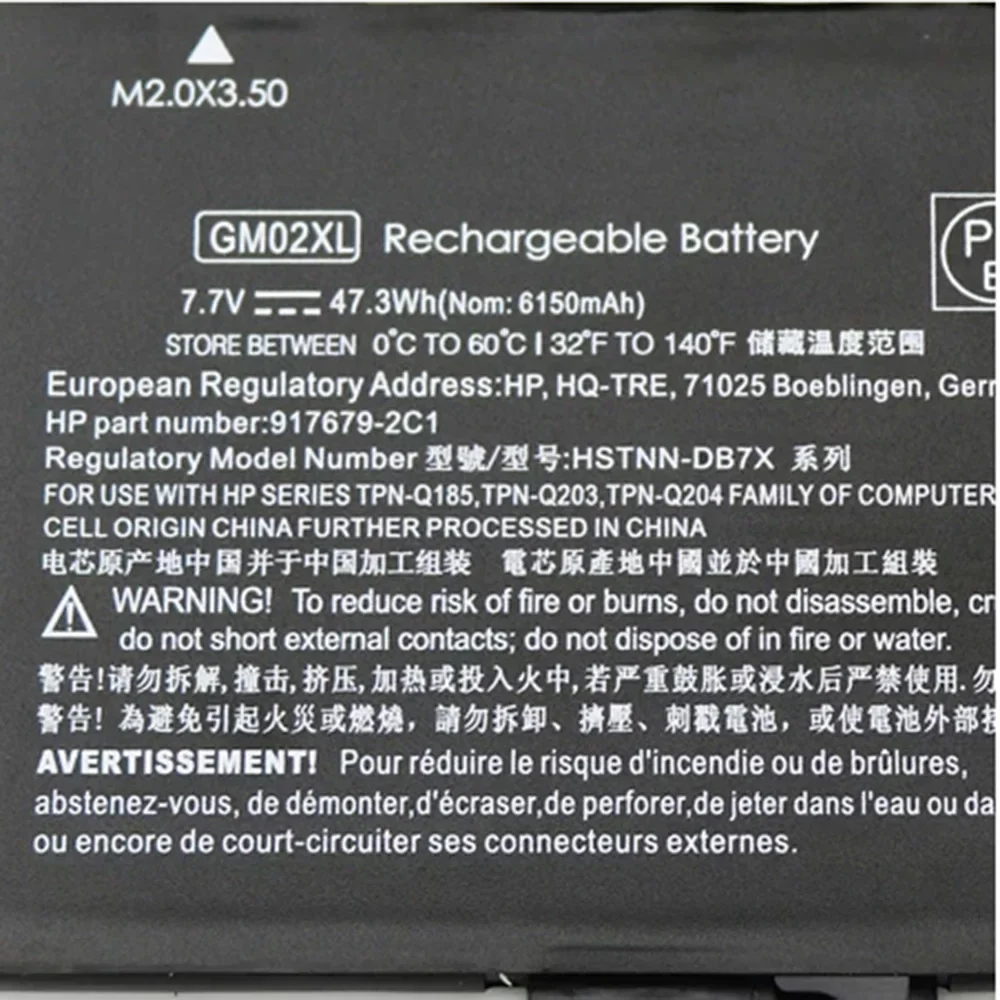 M2.0X3.50
GM02XL Rechargeable Battery
7.7V 47.3Wh(Nom: 6150mAh)
STORE BETWEEN 0°C TO 60°C | 32°F TO 140°F 储藏温度范围
European Regulatory Address:HP, HQ-TRE, 71025 Boeblingen, Gerr
HP part number:917679-2C1
Regulatory Model Number 型號/型号:HSTNN-DB7X 系列
FOR USE WITH HP SERIES TPN-Q185,TPN-Q203,TPN-Q204 FAMILY OF COMPUTER
CELL ORIGIN CHINA FURTHER PROCESSED IN CHINA
电芯原产地中国并于中国加工组装 電芯原產地中國並於中國加工組裝
WARNING! To reduce risk of fire or burns, do not disassemble, cr
do not short external contacts; do not dispose of in fire or water.
警告!请勿拆解,撞击,挤压,加热或投入火中,若严重鼓胀或浸水后严禁使用.勿
警告! 為避免引起火災或燃燒，請勿拆卸、擠壓、刺戳電池，或使電池外部接
AVERTISSEMENT! Pour réduire le risque d'incendie ou de brûlures,
abstenez-vous, de démonter,d'écraser,de perforer,de jeter dans l'eau ou da
ou encore de court-circuiter ses connecteurs externes.